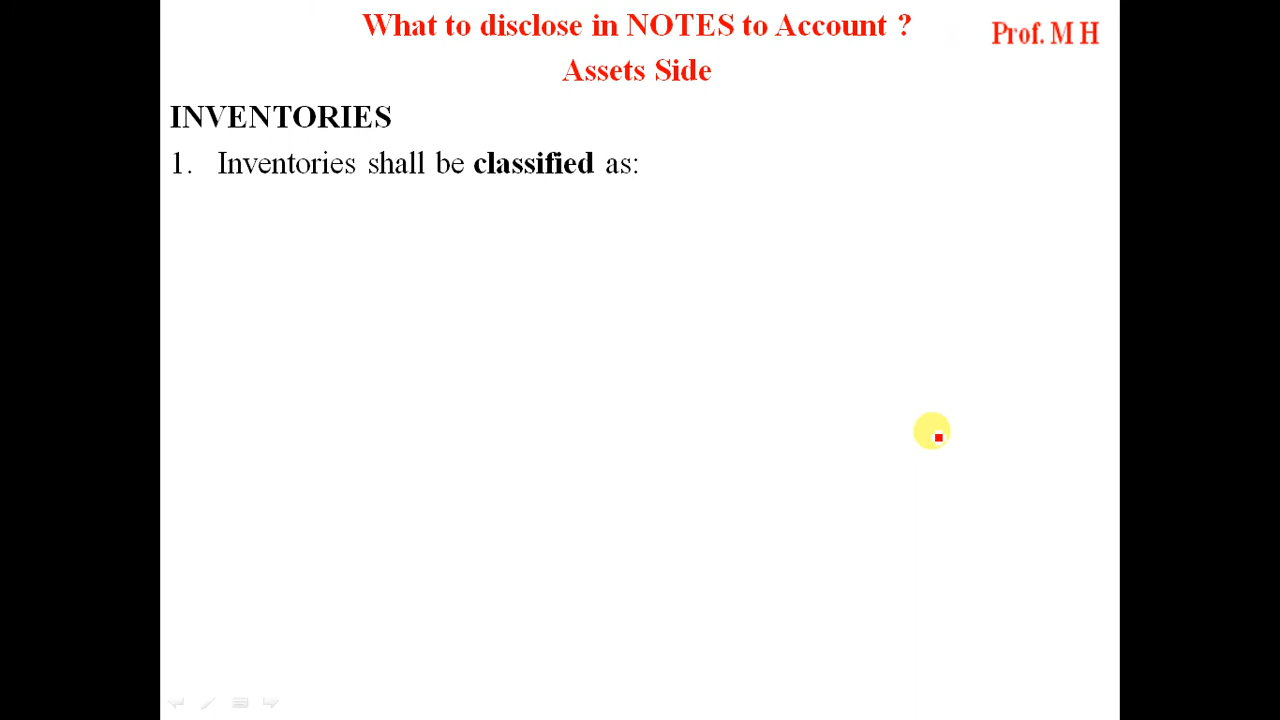 What to disclose in NOTES to Account ?
Prof. M H
Assets Side
INVENTORIES
1. Inventories shall be classified as: